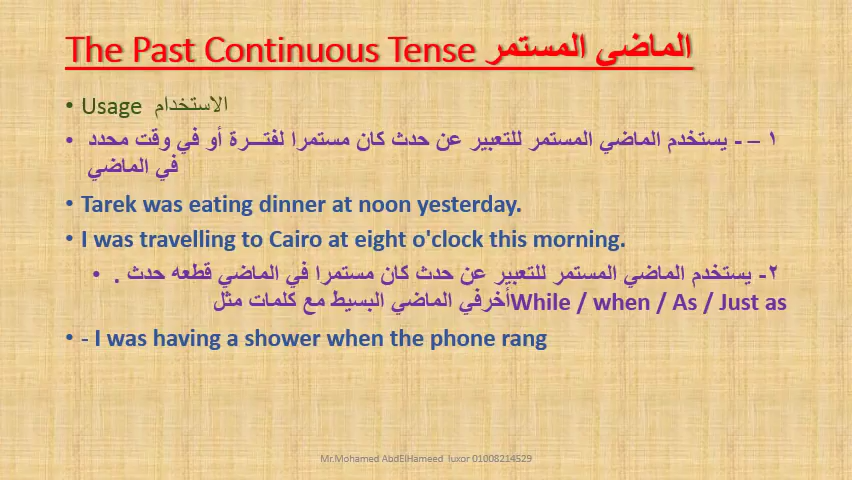 The Past Continuous Tense الماضي المستمر
• Usage الاستخدام
• ١ – - يستخدم الماضي المستمر للتعبير عن حدث كان مستمرا لفتـــرة أو في وقت محدد
في الماضي
• Tarek was eating dinner at noon yesterday.
• I was travelling to Cairo at eight o'clock this morning.
• ٢- يستخدم الماضي المستمر للتعبير عن حدث كان مستمرا في الماضي قطعه حدث .
أخرفي الماضي البسيط مع كلمات مثل While / when / As / Just as
• - I was having a shower when the phone rang
Mr.Mohamed AbdElHameed luxor 01008214529